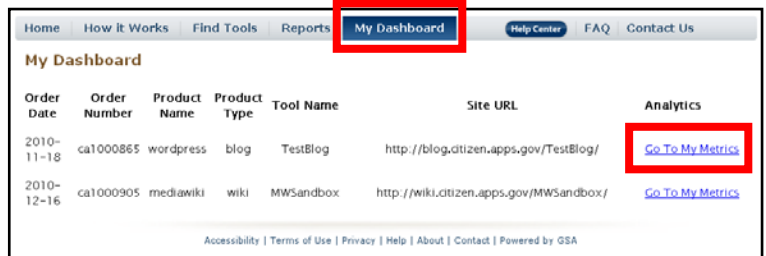 Home How it Works Find Tools Reports My Dashboard Help Center FAQ Contact Us
My Dashboard
Order Date Order Number Product Name Product Type Tool Name Site URL Analytics
2010-11-18 ca1000865 wordpress blog TestBlog http://blog.citizen.apps.gov/TestBlog/ Go To My Metrics
2010-12-16 ca1000905 mediawiki wiki MWSandbox http://wiki.citizen.apps.gov/MWSandbox/ Go To My Metrics
Accessibility | Terms of Use | Privacy | Help | About | Contact | Powered by GSA